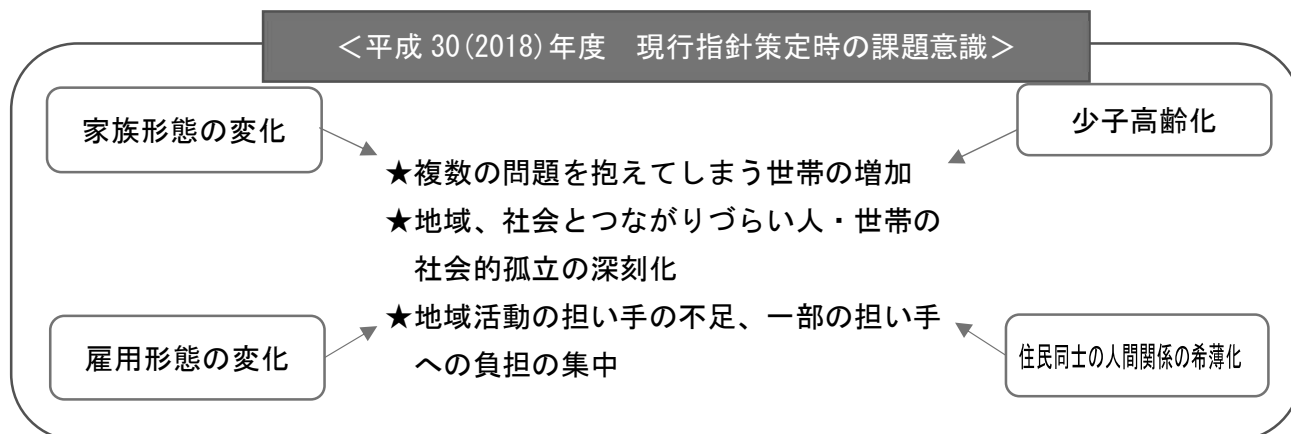 ＜平成 30(2018)年度　現行指針策定時の課題意識＞
家族形態の変化
少子高齢化
★複数の問題を抱えてしまう世帯の増加
★地域、社会とつながりづらい人・世帯の
社会的孤立の深刻化
★地域活動の担い手の不足、一部の担い手
への負担の集中
雇用形態の変化
住民同士の人間関係の希薄化